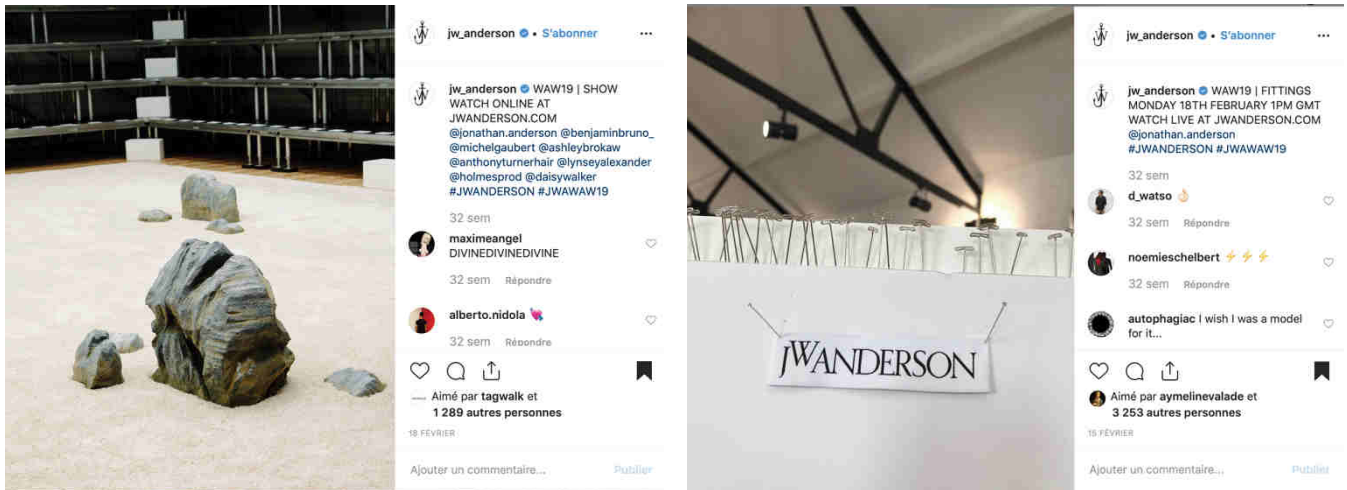 jw_anderson • S'abonner
jw_anderson WAW19 | SHOW
WATCH ONLINE AT
JWANDERSON.COM
@jonathan.anderson @benjaminbruno_
@michelgaubert @ashleybrokaw
@anthonyturnerhair @lynseyalexander
@holmesprod @daisywalker
#JWANDERSON #JWAWAW19
32 sem
maximeangel
DIVINEDIVINEDIVINE
32 sem Répondre
alberto.nidola 💘
32 sem Répondre
Aimé par tagwalk et
1 289 autres personnes
18 FÉVRIER
Ajouter un commentaire... Publier
JWANDERSON
jw_anderson • S'abonner
jw_anderson WAW19 | FITTINGS
MONDAY 18TH FEBRUARY 1PM GMT
WATCH LIVE AT JWANDERSON.COM
@jonathan.anderson
#JWANDERSON #JWAWAW19
32 sem
d_watso 👌🏻
32 sem Répondre
noemieschelbert ⚡⚡⚡
32 sem Répondre
autophagiac I wish I was a model
for it...
Aimé par aymelinevalade et
3 253 autres personnes
15 FÉVRIER
Ajouter un commentaire... Publier